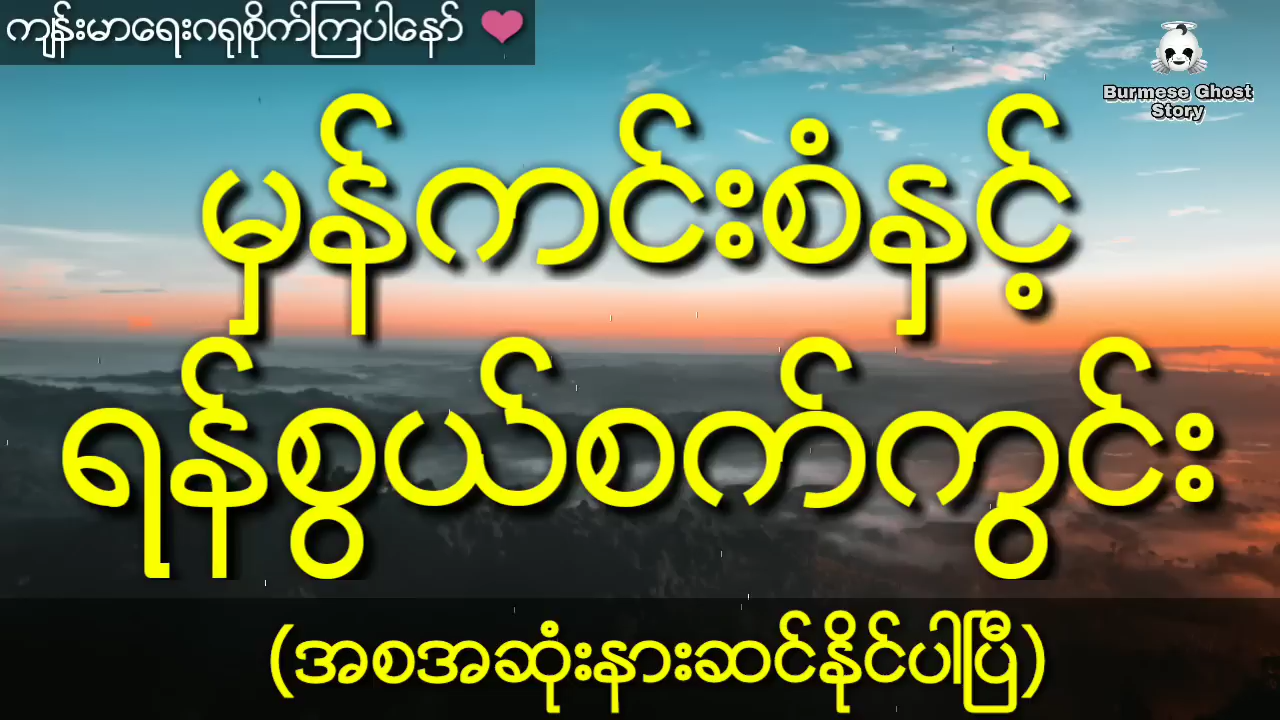 ကျန်းမာရေးဂရုစိုက်ကြပါနော်
Burmese Ghost
Story
မှန်ကင်းစံနှင့်
ရန်စွယ်စက်ကွင်း
(အစအဆုံးနားဆင်နိုင်ပါပြီ)